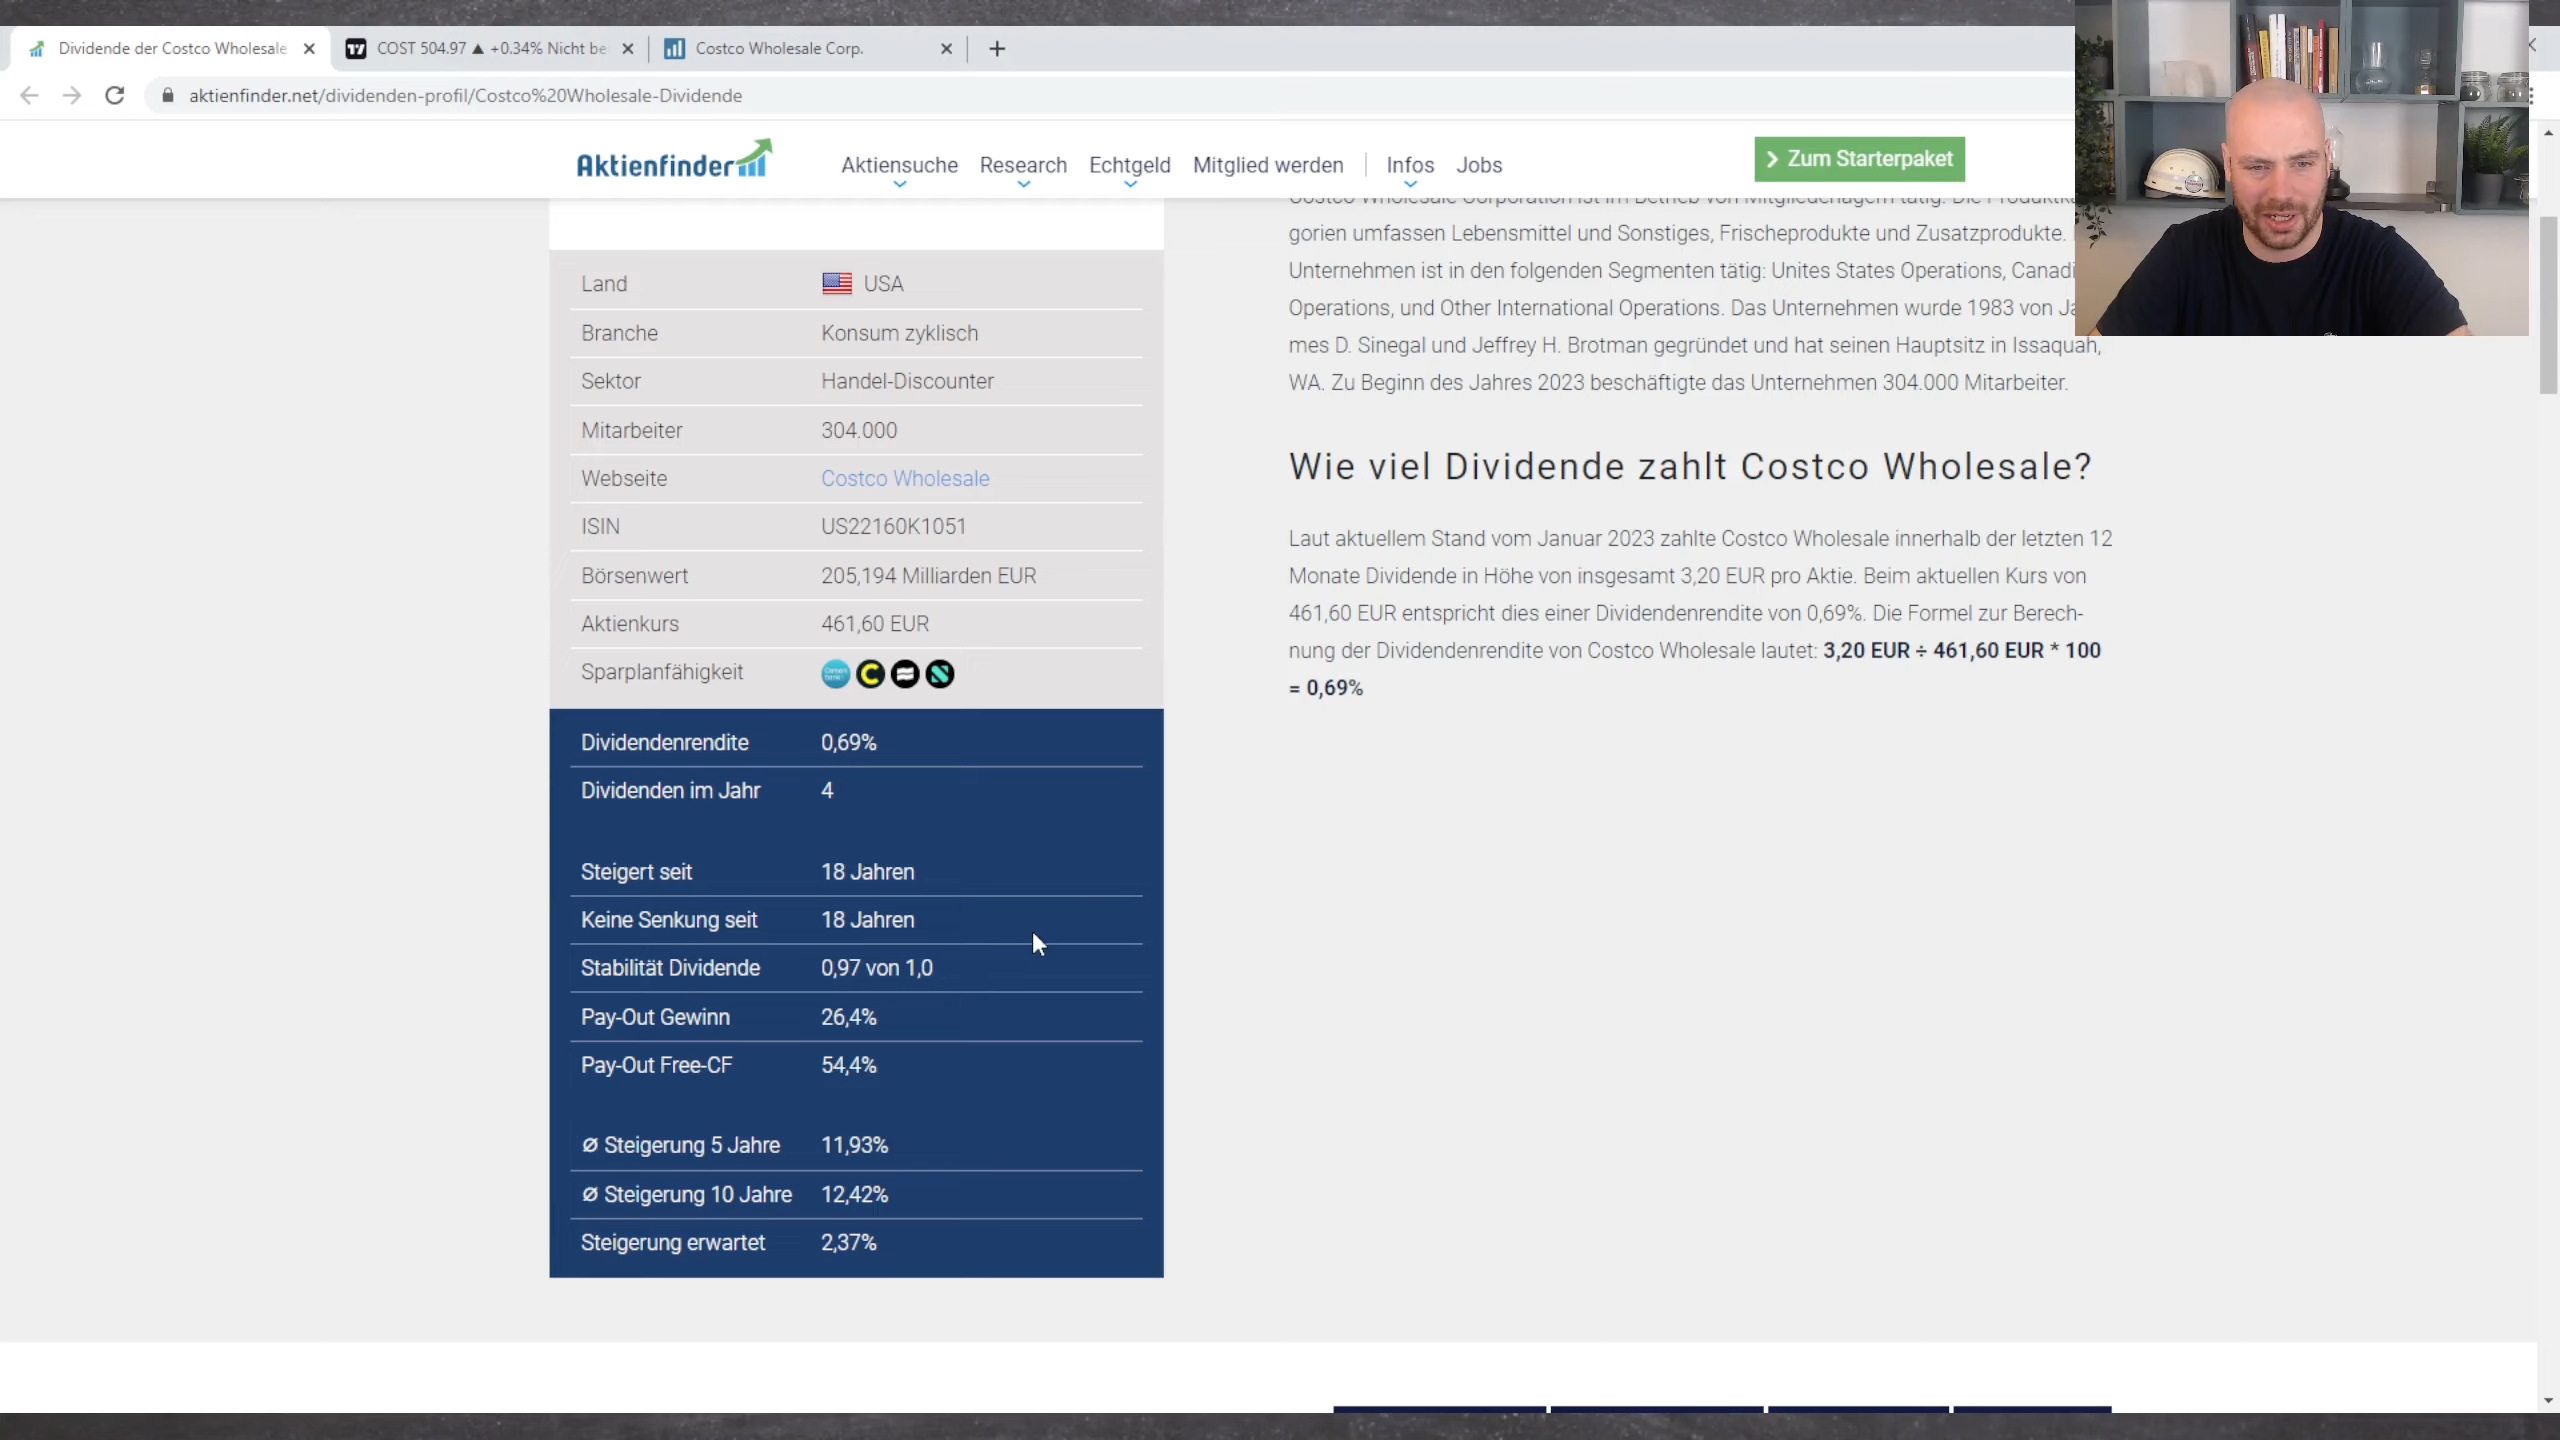 Dividende der Costco Wholesale
COST 504.97 ▲ +0.34% Nicht be
Costco Wholesale Corp.
aktienfinder.net/dividenden-profil/Costco%20Wholesale-Dividende
Aktienfinder
Aktiensuche
Research
Echtgeld
Mitglied werden
Infos
Jobs
Zum Starterpaket
Land USA
Branche Konsum zyklisch
Sektor Handel-Discounter
Mitarbeiter 304.000
Webseite Costco Wholesale
ISIN US22160K1051
Börsenwert 205,194 Milliarden EUR
Aktienkurs 461,60 EUR
Sparplanfähigkeit
Dividendenrendite 0,69%
Dividenden im Jahr 4
Steigert seit 18 Jahren
Keine Senkung seit 18 Jahren
Stabilität Dividende 0,97 von 1,0
Pay-Out Gewinn 26,4%
Pay-Out Free-CF 54,4%
Ø Steigerung 5 Jahre 11,93%
Ø Steigerung 10 Jahre 12,42%
Steigerung erwartet 2,37%
Costco Wholesale Corporation ist im Betrieb von Mitgliederlagern tätig. Die
gorien umfassen Lebensmittel und Sonstiges, Frischeprodukte und Zusatzprodukte.
Unternehmen ist in den folgenden Segmenten tätig: Unites States Operations, Canadi
Operations, und Other International Operations. Das Unternehmen wurde 1983 von Ja
mes D. Sinegal und Jeffrey H. Brotman gegründet und hat seinen Hauptsitz in Issaquah,
WA. Zu Beginn des Jahres 2023 beschäftigte das Unternehmen 304.000 Mitarbeiter.
Wie viel Dividende zahlt Costco Wholesale?
Laut aktuellem Stand vom Januar 2023 zahlte Costco Wholesale innerhalb der letzten 12
Monate Dividende in Höhe von insgesamt 3,20 EUR pro Aktie. Beim aktuellen Kurs von
461,60 EUR entspricht dies einer Dividendenrendite von 0,69%. Die Formel zur Berech-
nung der Dividendenrendite von Costco Wholesale lautet: 3,20 EUR ÷ 461,60 EUR * 100
= 0,69%